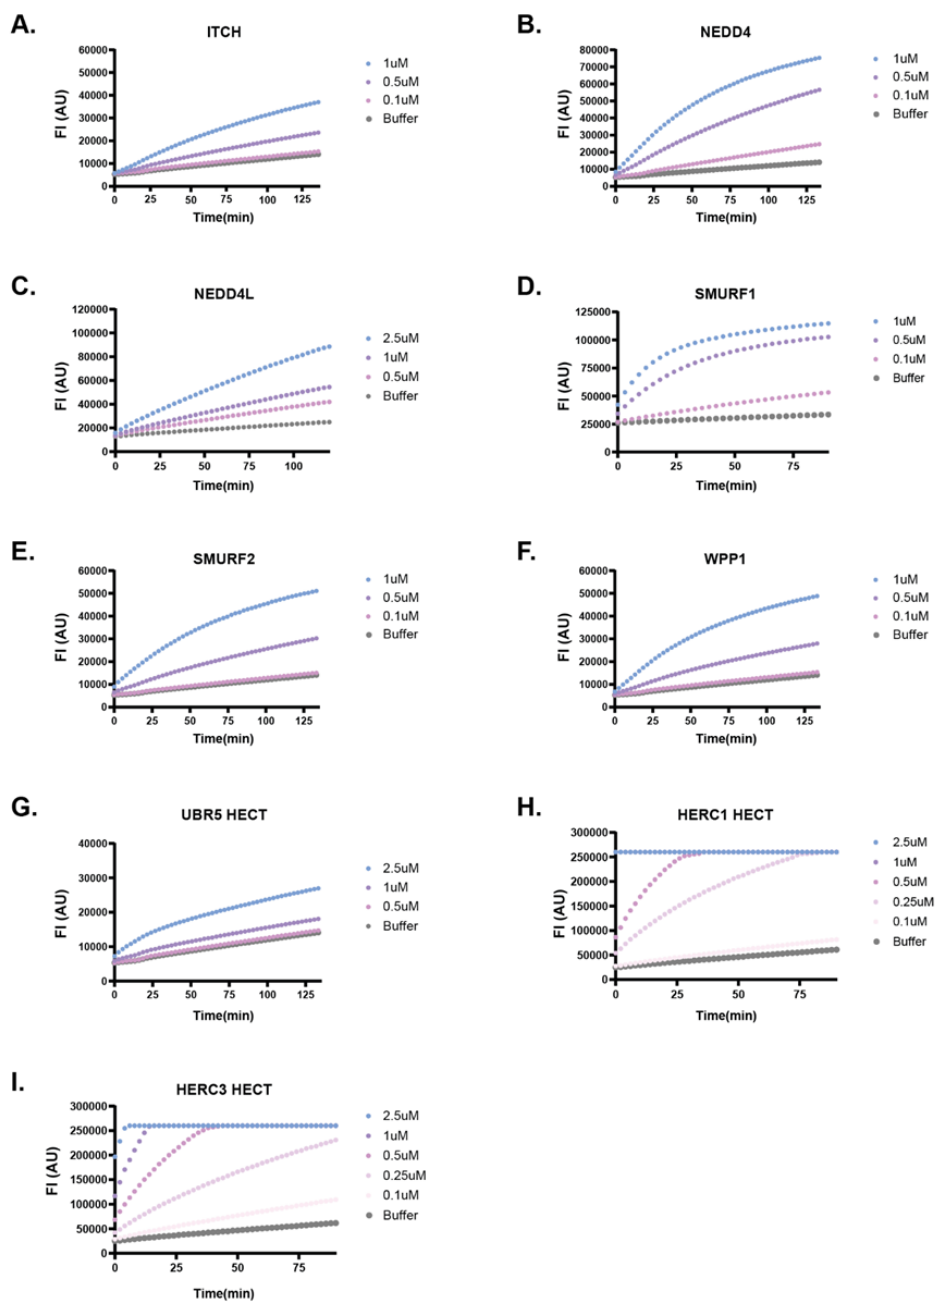 A.
ITCH
60000
50000
40000
30000
20000
10000
0
FI (AU)
0 25 50 75 100 125
Time(min)
1uM
0.5uM
0.1uM
Buffer
B.
NEDD4
80000
70000
60000
50000
40000
30000
20000
10000
0
FI (AU)
0 25 50 75 100 125
Time(min)
1uM
0.5uM
0.1uM
Buffer
C.
NEDD4L
120000
100000
80000
60000
40000
20000
0
FI (AU)
0 25 50 75 100
Time(min)
2.5uM
1uM
0.5uM
Buffer
D.
SMURF1
125000
100000
75000
50000
25000
0
FI (AU)
0 25 50 75
Time(min)
1uM
0.5uM
0.1uM
Buffer
E.
SMURF2
60000
50000
40000
30000
20000
10000
0
FI (AU)
0 25 50 75 100 125
Time(min)
1uM
0.5uM
0.1uM
Buffer
F.
WPP1
60000
50000
40000
30000
20000
10000
0
FI (AU)
0 25 50 75 100 125
Time(min)
1uM
0.5uM
0.1uM
Buffer
G.
UBR5 HECT
40000
30000
20000
10000
0
FI (AU)
0 25 50 75 100 125
Time(min)
2.5uM
1uM
0.5uM
Buffer
H.
HERC1 HECT
300000
250000
200000
150000
100000
50000
0
FI (AU)
0 25 50 75
Time(min)
2.5uM
1uM
0.5uM
0.25uM
0.1uM
Buffer
I.
HERC3 HECT
300000
250000
200000
150000
100000
50000
0
FI (AU)
0 25 50 75
Time(min)
2.5uM
1uM
0.5uM
0.25uM
0.1uM
Buffer